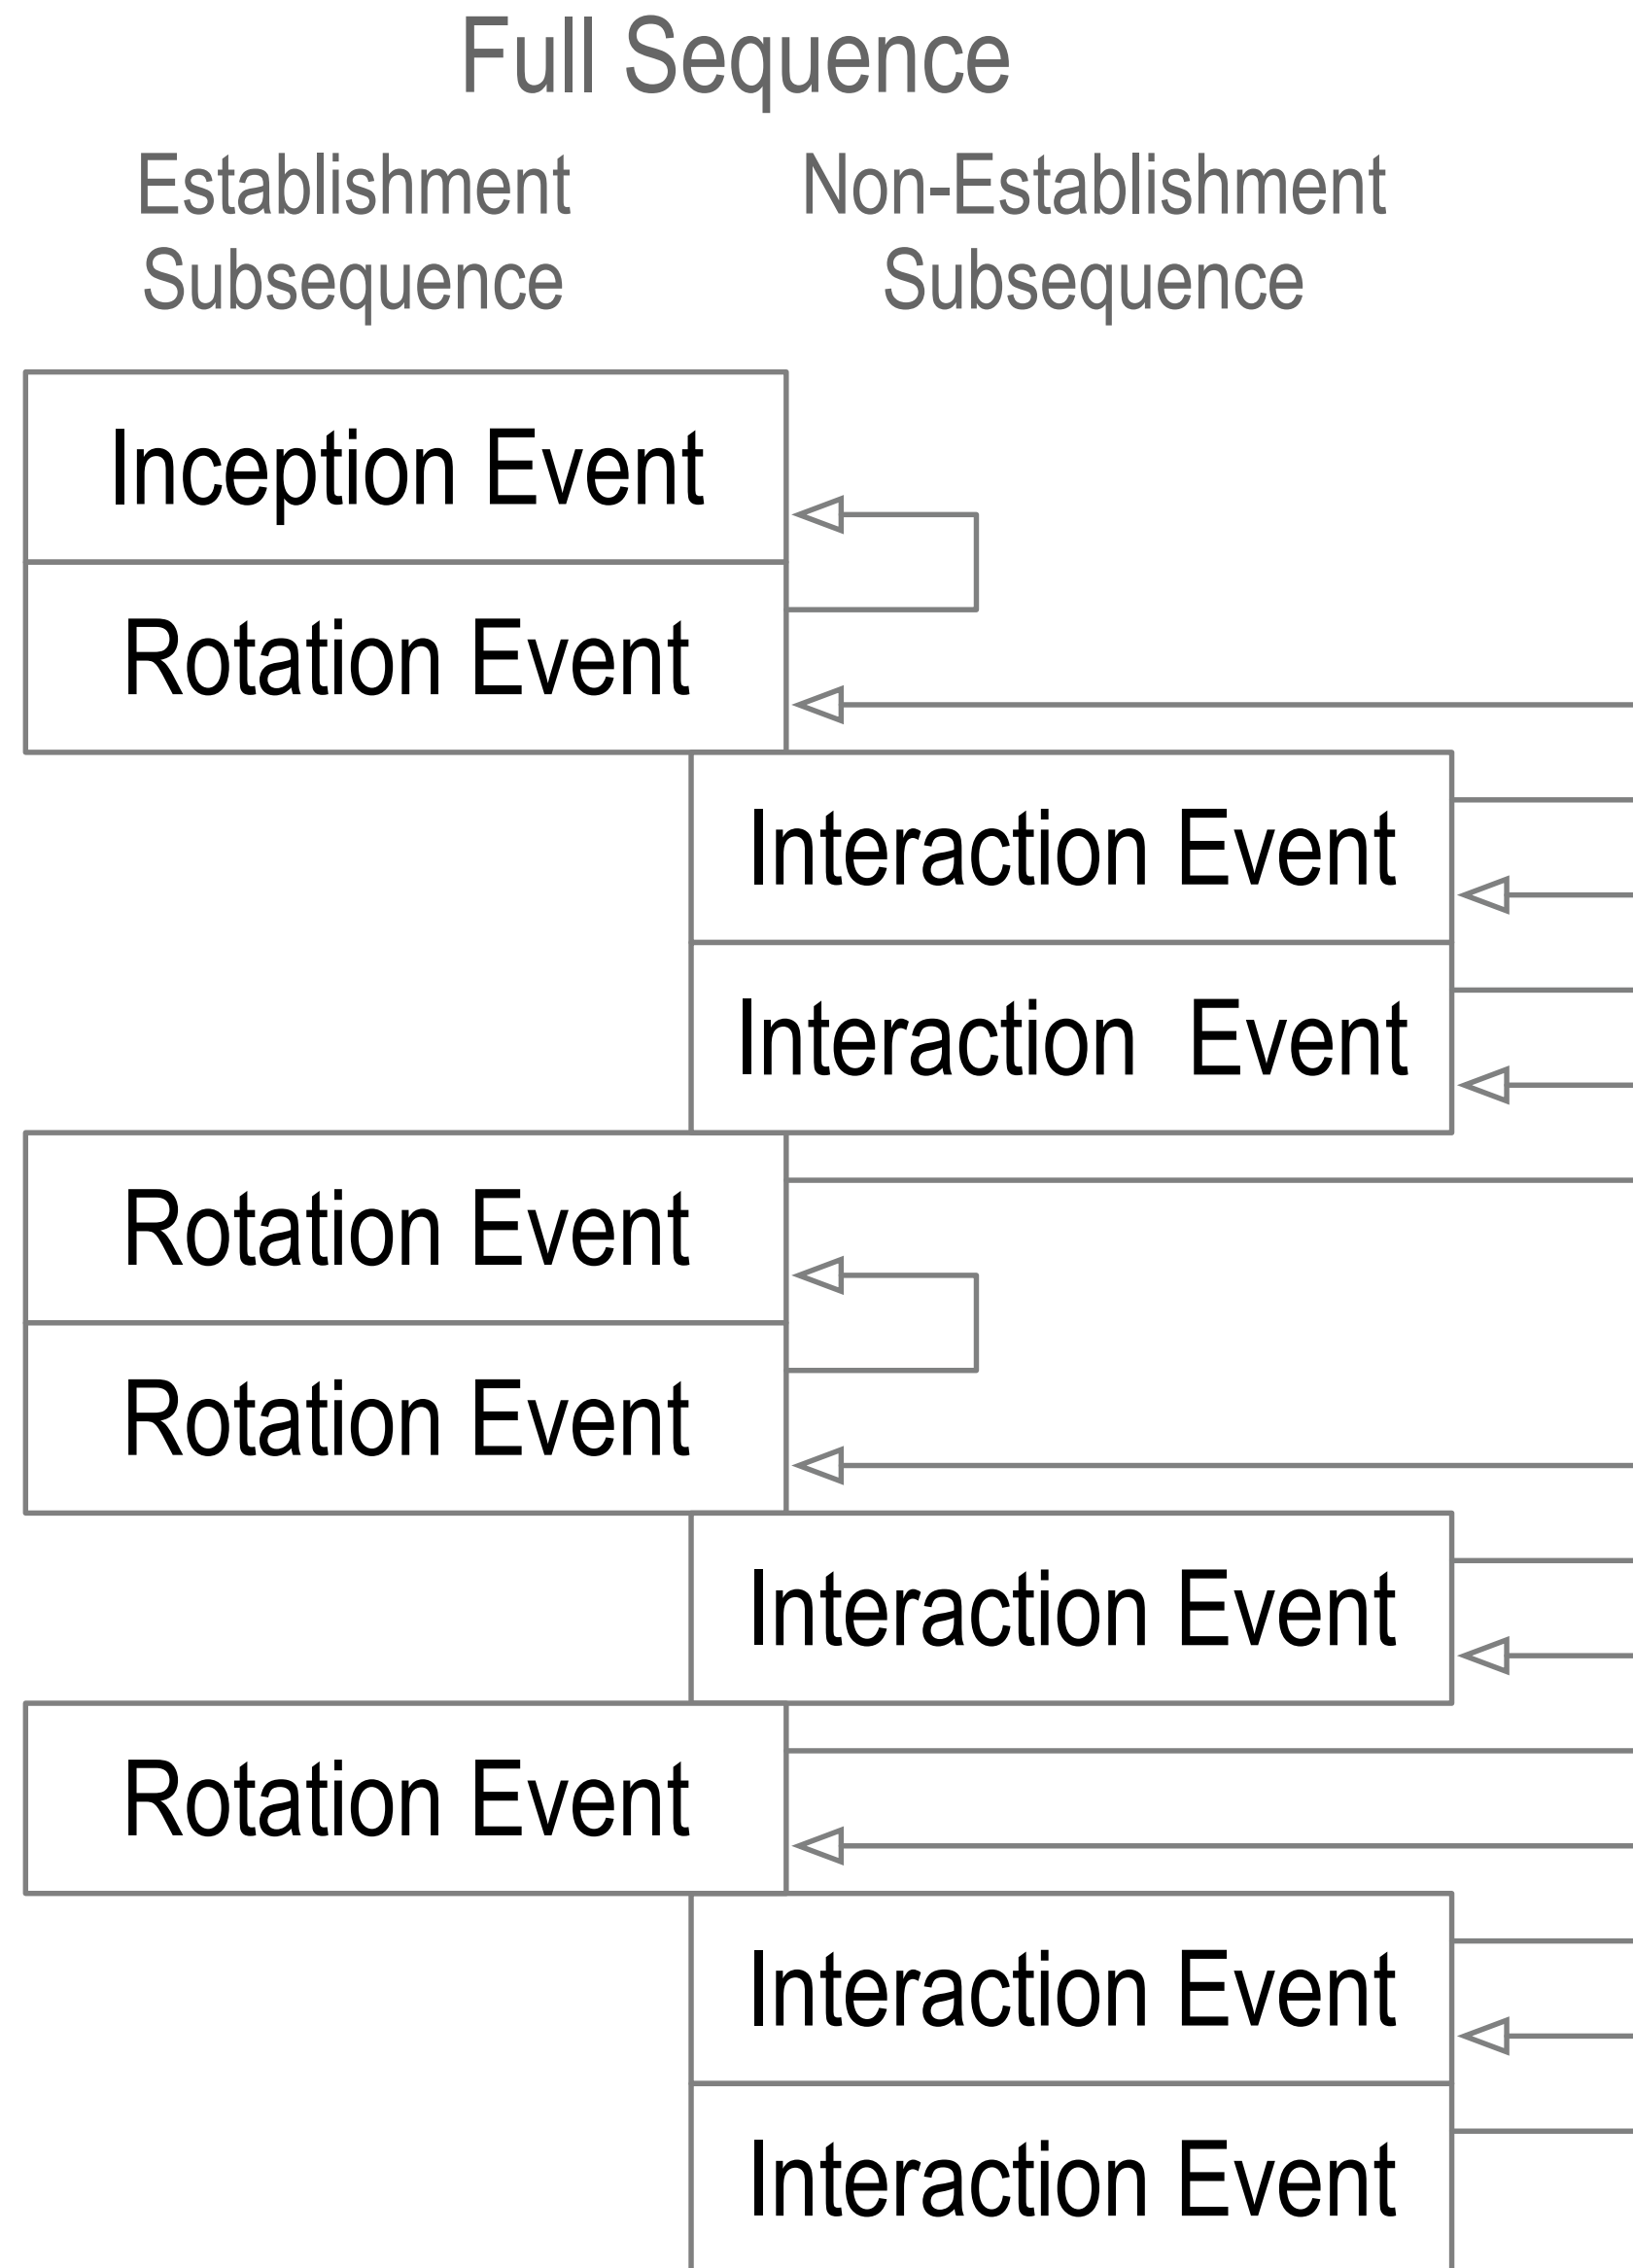 Full Sequence
Establishment
Subsequence
Non-Establishment
Subsequence
Inception Event
Rotation Event
Interaction Event
Interaction  Event
Rotation Event
Rotation Event
Interaction Event
Rotation Event
Interaction Event
Interaction Event